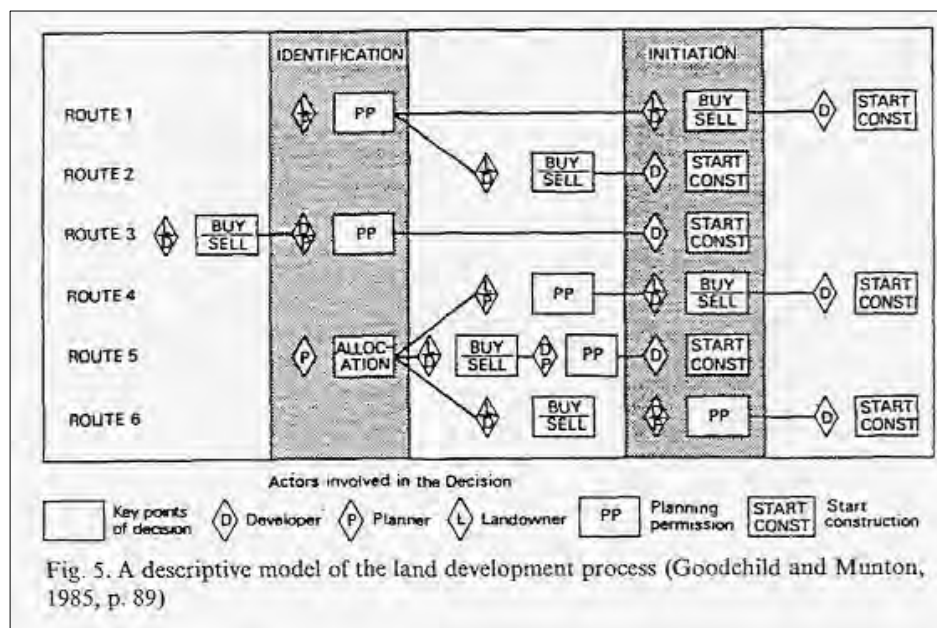 IDENTIFICATION INITIATION
ROUTE 1 L P PP L D BUY SELL D START CONST
ROUTE 2 L D BUY SELL D START CONST
ROUTE 3 L D BUY SELL D P PP D START CONST
ROUTE 4 L P PP L D BUY SELL D START CONST
ROUTE 5 P ALLOC- ATION L D BUY SELL D P PP D START CONST
ROUTE 6 L D BUY SELL D P PP D START CONST
Actors involved in the Decision
Key points of decision D Developer P Planner L Landowner PP Planning permission START CONST Start construction
Fig. 5. A descriptive model of the land development process (Goodchild and Munton,
1985, p. 89)